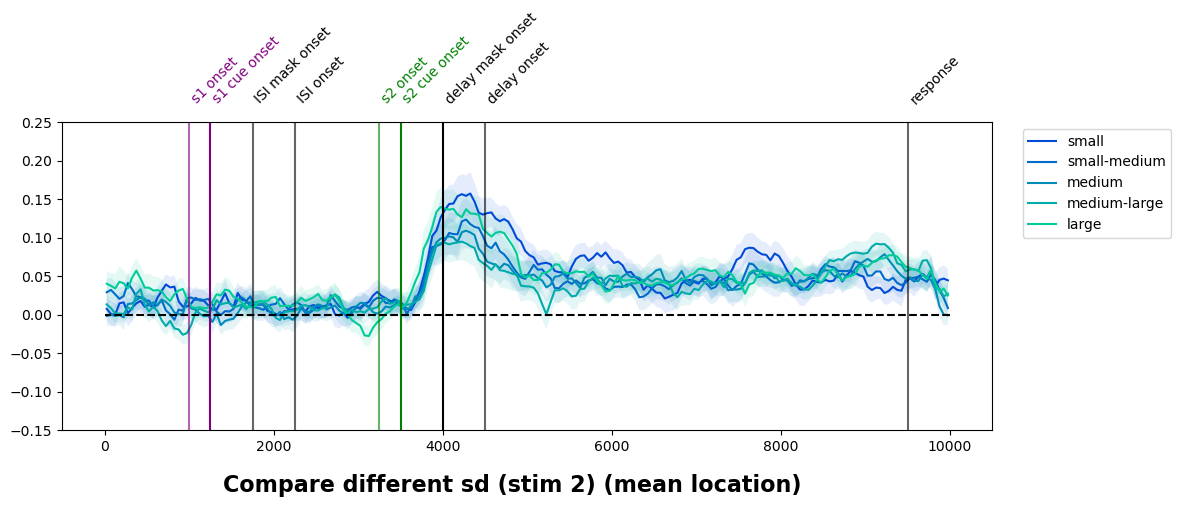 s1 onset
s1 cue onset
ISI mask onset
ISI onset
s2 onset
s2 cue onset
delay mask onset
delay onset
response
0.25
0.20
0.15
0.10
0.05
0.00
−0.05
−0.10
−0.15
0
2000
4000
6000
8000
10000
small
small-medium
medium
medium-large
large
Compare different sd (stim 2) (mean location)